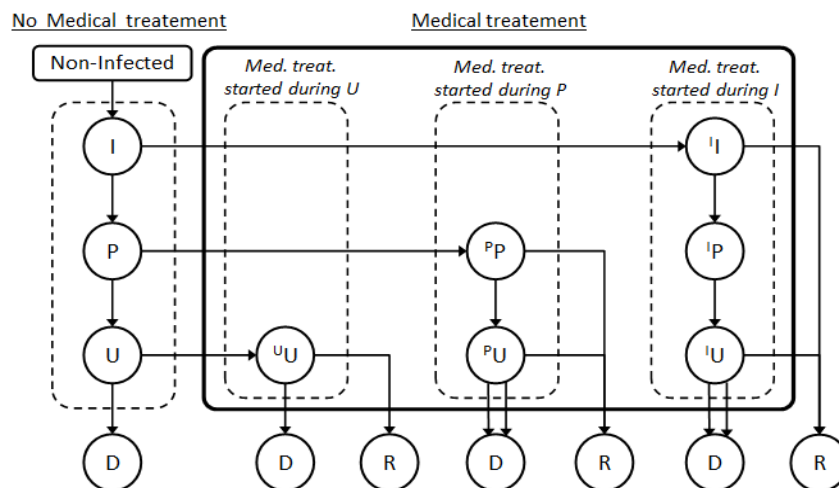 No Medical treatement
Medical treatement
Non-Infected
Med. treat.
started during U
Med. treat.
started during P
Med. treat.
started during I
I
ᴵI
P
ᴾP
ᴵP
U
ᵁU
ᴾU
ᴵU
D
D
R
D
R
D
R